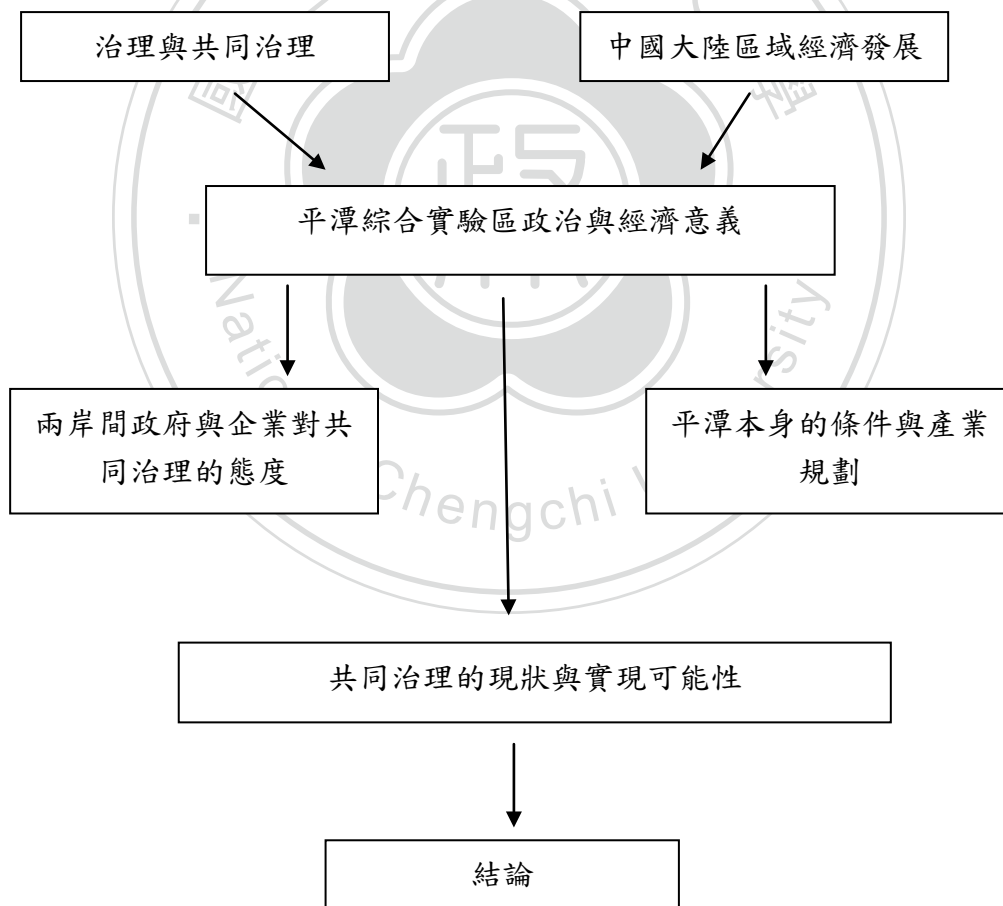 治理與共同治理
中國大陸區域經濟發展
平潭綜合實驗區政治與經濟意義
兩岸間政府與企業對共
同治理的態度
平潭本身的條件與產業
規劃
共同治理的現狀與實現可能性
結論
Chengchi